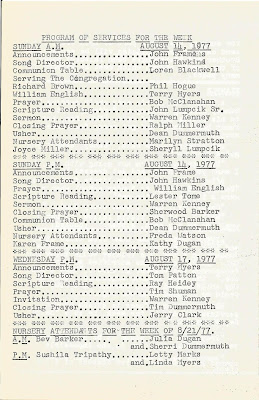 PROGRAM OF SERVICES FOR THE WEEK
SUNDAY A.M. AUGUST 14, 1977
Announcements..............John Frame
Song Director..............John Hawkins
Communion Table............Loren Blackwell
Serving The Congregation...
Richard Brown..............Phil Hogue
William English............Terry Myers
Prayer.....................Bob McClanahan
Scripture Reading..........John Lumpcik Sr.
Sermon.....................Warren Kenney
Closing Prayer.............Ralph Miller
Usher......................Dean Dummermuth
Nursery Attendants.........Marilyn Stratton
Joyce Miller...............Sheryll Lumpcik
*** *** *** *** *** *** *** *** *** *** *** ***
SUNDAY P.M. AUGUST 14, 1977
Announcements..............John Frame
Song Director..............John Hawkins
Prayer..................... William English
Scripture Reading..........Lester Tome
Sermon.....................Warren Kenney
Closing Prayer.............Sherwood Barker
Communion Table............Bob McClanahan
Usher......................Dean Dummermuth
Nursery Attendants.........Preda Matson
Karen Frame................Kathy Dugan
*** *** *** *** *** *** *** *** *** *** *** ***
WEDNESDAY P.M. AUGUST 17, 1977
Announcements..............Terry Myers
Song Director..............Tom Patton
Scripture Reading..........Ray Heidey
Prayer.....................Tim Shuman
Invitation.................Warren Kenney
Closing Prayer.............Tim Dummermuth
Usher......................Jerry Clark
*** *** *** *** *** *** *** *** *** *** *** ***
NURSERY ATTENDANTS FOR THE WEEK OF 8/21/77.
A.M. Bev Barker............Julia Dugan
and Sherri Dummermuth
P.M. Sushila Tripathy......Letty Marks
and Linda Myers